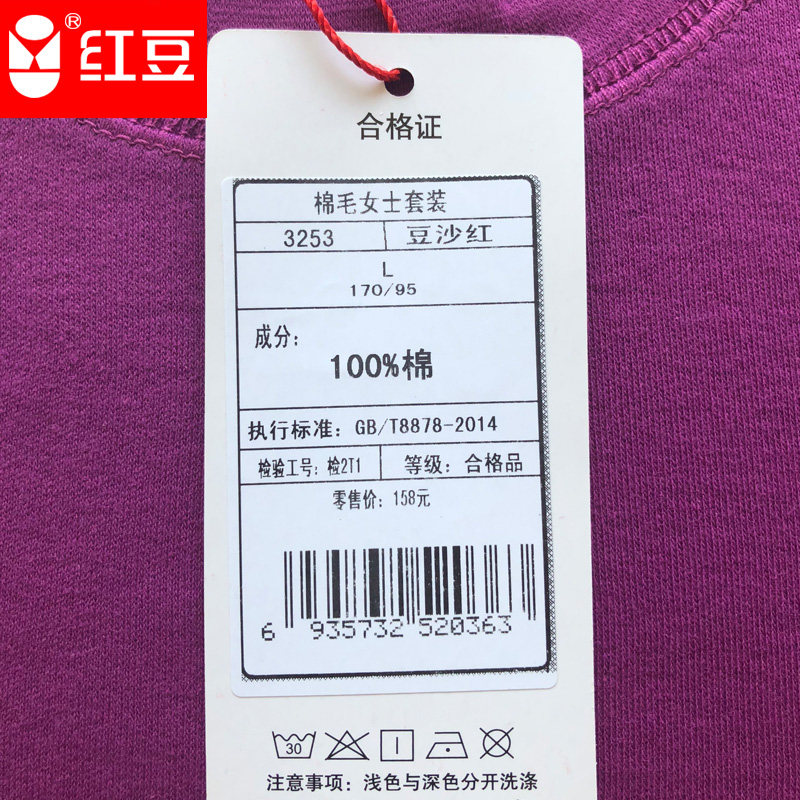 ® 红豆
合格证
棉毛女士套装
3253 豆沙红
L
170/95
成分:
100%棉
执行标准: GB/T8878-2014
检验工号: 检2T1 等级: 合格品
零售价: 158元
6 935732 520363
30
注意事项: 浅色与深色分开洗涤